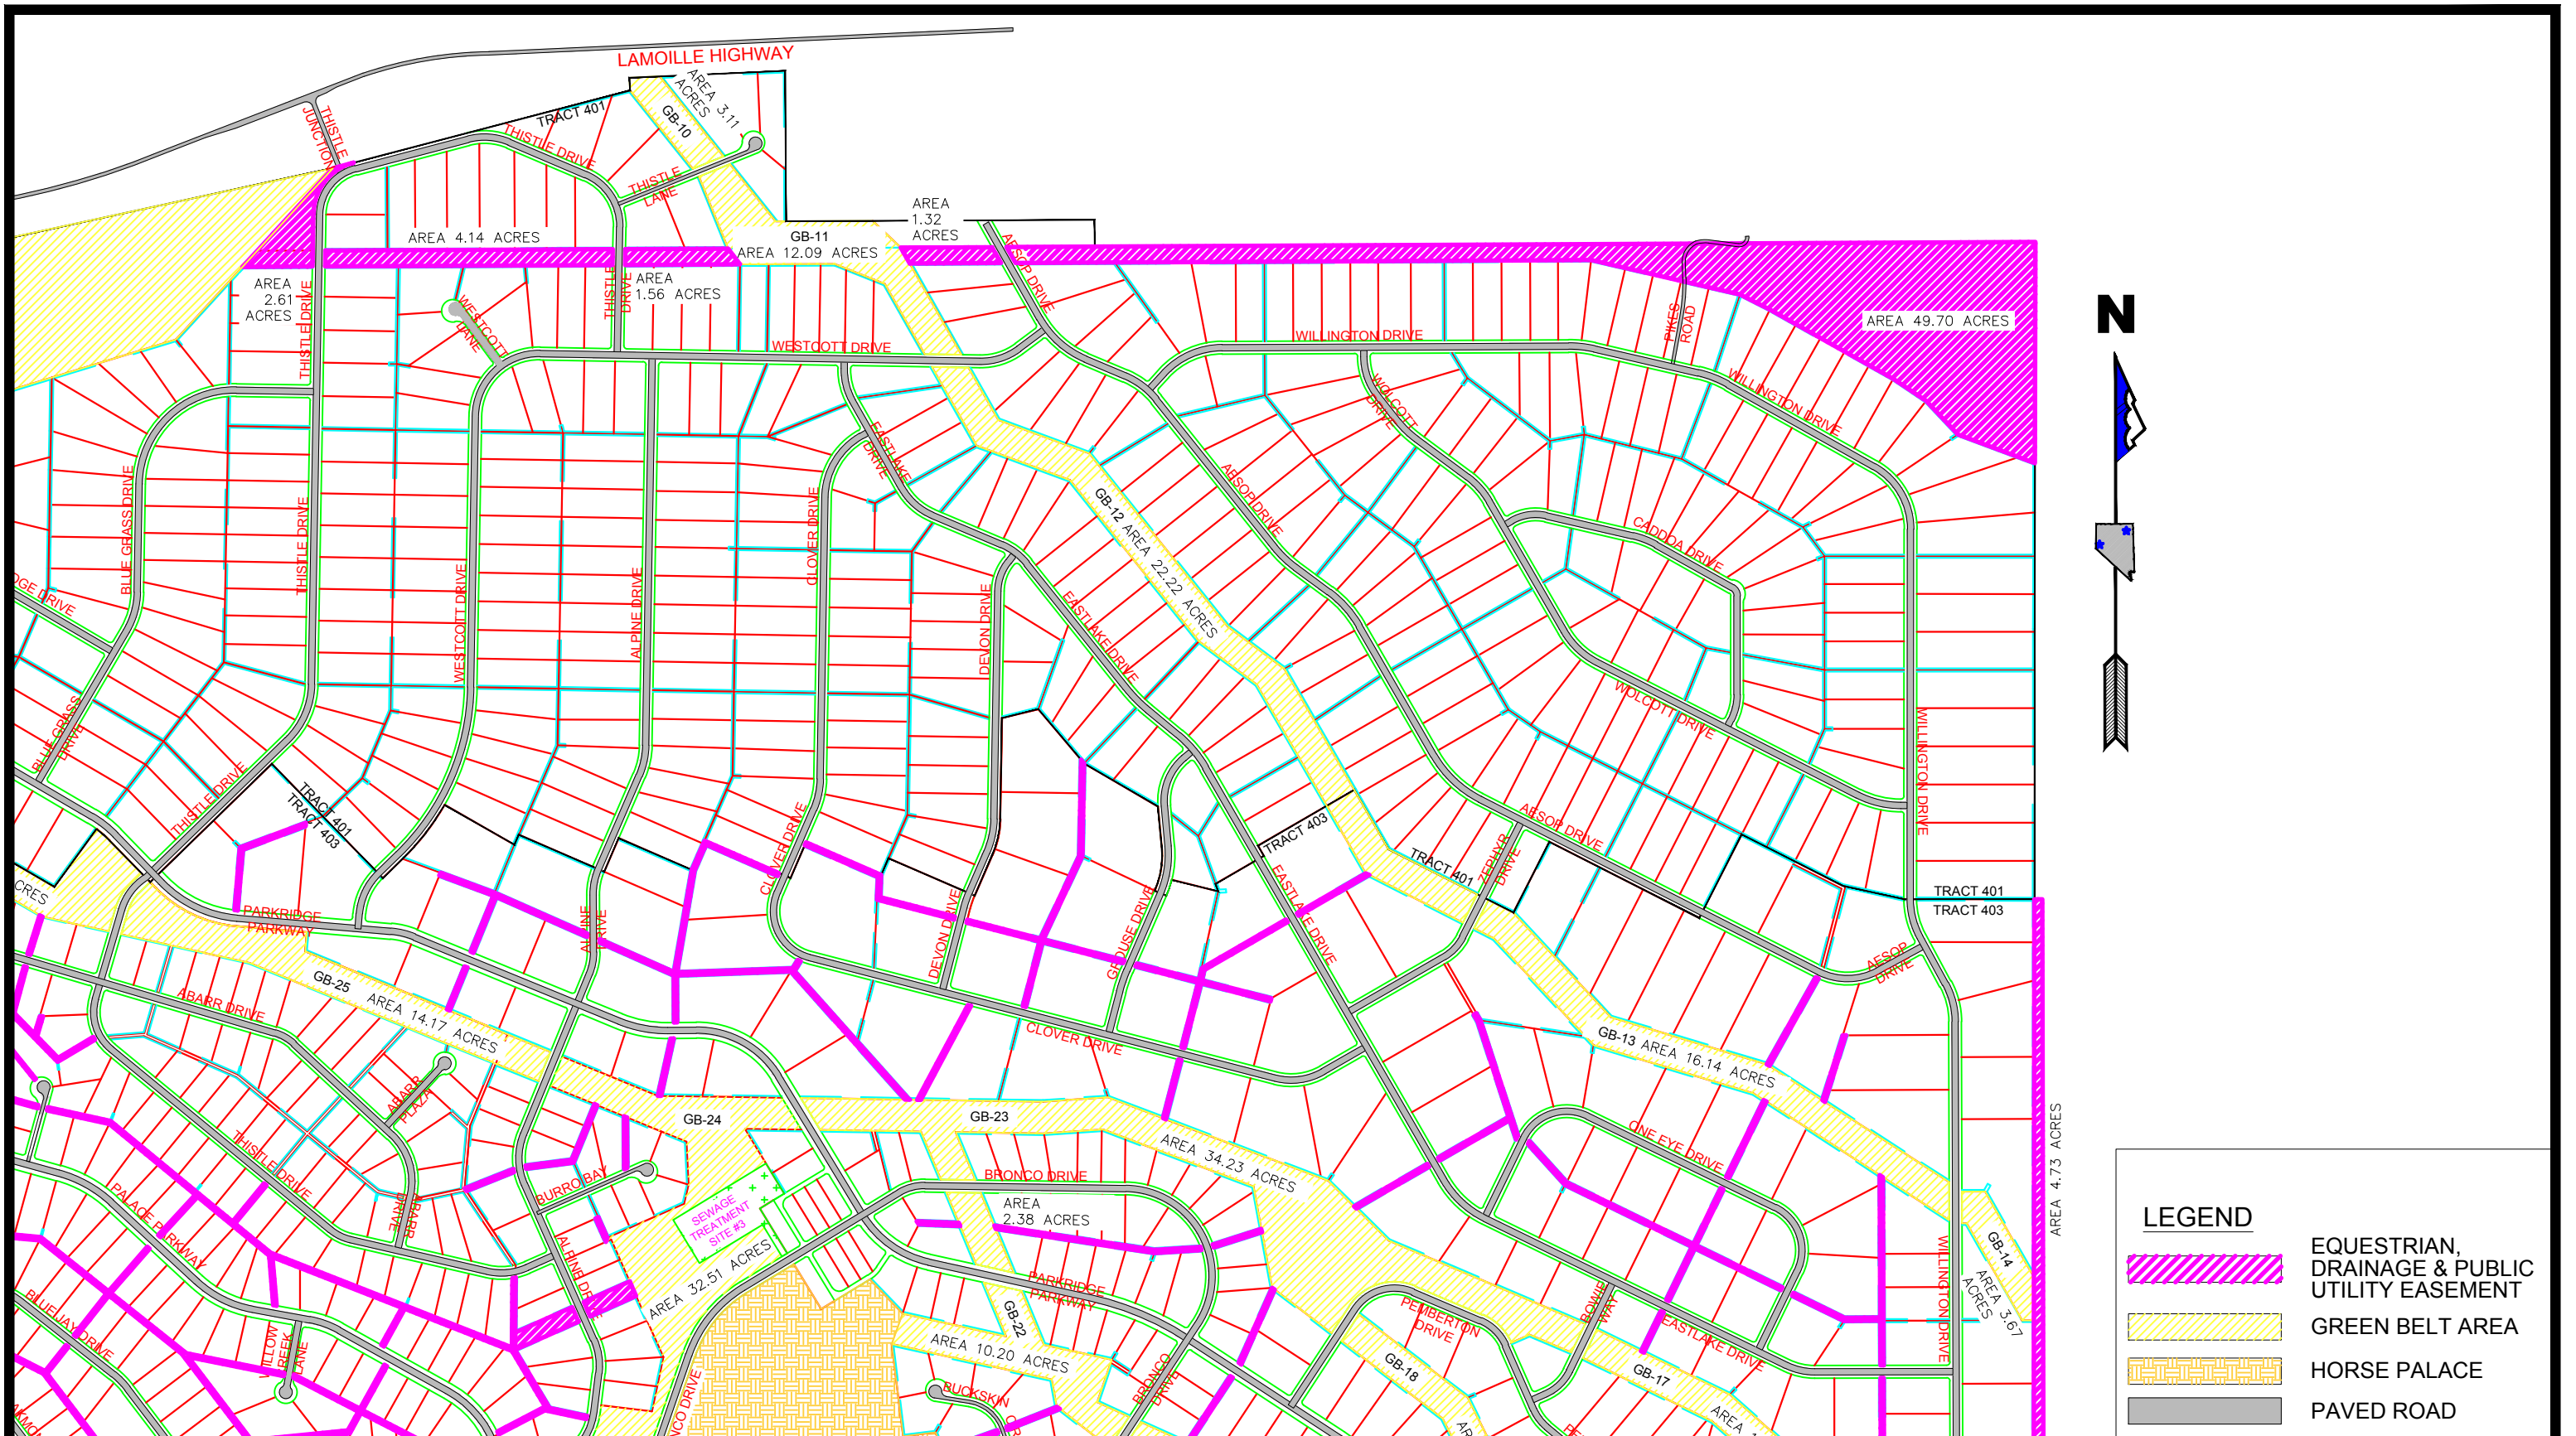 LAMOILLE HIGHWAY
THISTLE
JUNCTION
TRACT 401
THISTLE DRIVE
GB-10
AREA 3.11
ACRES
THISTLE
LANE
AREA
1.32
ACRES
AREA 4.14 ACRES
GB-11
AREA 12.09 ACRES
AESOP DRIVE
AREA
2.61
ACRES
THISTLE DRIVE
WESTCOTT
LANE
THISTLE
DRIVE
AREA
1.56 ACRES
WESTCOTT DRIVE
WILLINGTON DRIVE
PIKES
ROAD
AREA 49.70 ACRES
N
WILLINGTON DRIVE
WOLCOTT
DRIVE
EASTLAKE
DRIVE
BLUE GRASS DRIVE
THISTLE DRIVE
WESTCOTT DRIVE
ALPINE DRIVE
CLOVER DRIVE
DEVON DRIVE
GB-12 AREA 22.22 ACRES
AESOP DRIVE
CADDOA DRIVE
EASTLAKE DRIVE
WOLCOTT DRIVE
WILLINGTON DRIVE
DGE DRIVE
BLUE GRASS
DRIVE
THISTLE DRIVE
TRACT 401
TRACT 403
CLOVER DRIVE
TRACT 403
TRACT 401
AESOP DRIVE
ZEPHYR
DRIVE
TRACT 401
TRACT 403
CRES
PARKRIDGE
PARKWAY
ALPINE
DRIVE
DEVON DRIVE
GROUSE DRIVE
EASTLAKE DRIVE
AESOP
DRIVE
GB-25 AREA 14.17 ACRES
ABARR DRIVE
CLOVER DRIVE
GB-13 AREA 16.14 ACRES
ABARR
PLAZA
GB-24
GB-23
AREA 34.23 ACRES
ONE EYE DRIVE
AREA 4.73 ACRES
THISTLE DRIVE
BURRO BAY
BRONCO DRIVE
AREA
2.38 ACRES
PALACE PARKWAY
ABARR
DRIVE
SEWAGE
TREATMENT
SITE #3
AREA 32.51 ACRES
ALPINE DRIVE
PARKRIDGE
PARKWAY
GB-22
AREA 10.20 ACRES
BLUEJAY DRIVE
WILLOW
CREEK
LANE
NCO DRIVE
BUCKSKIN
BRONCO
DRIVE
PEMBERTON
DRIVE
BOWIE
WAY
EASTLAKE DRIVE
GB-18
GB-17
WILLINGTON DRIVE
GB-14
AREA 3.67
ACRES
LEGEND
EQUESTRIAN,
DRAINAGE & PUBLIC
UTILITY EASEMENT
GREEN BELT AREA
HORSE PALACE
PAVED ROAD